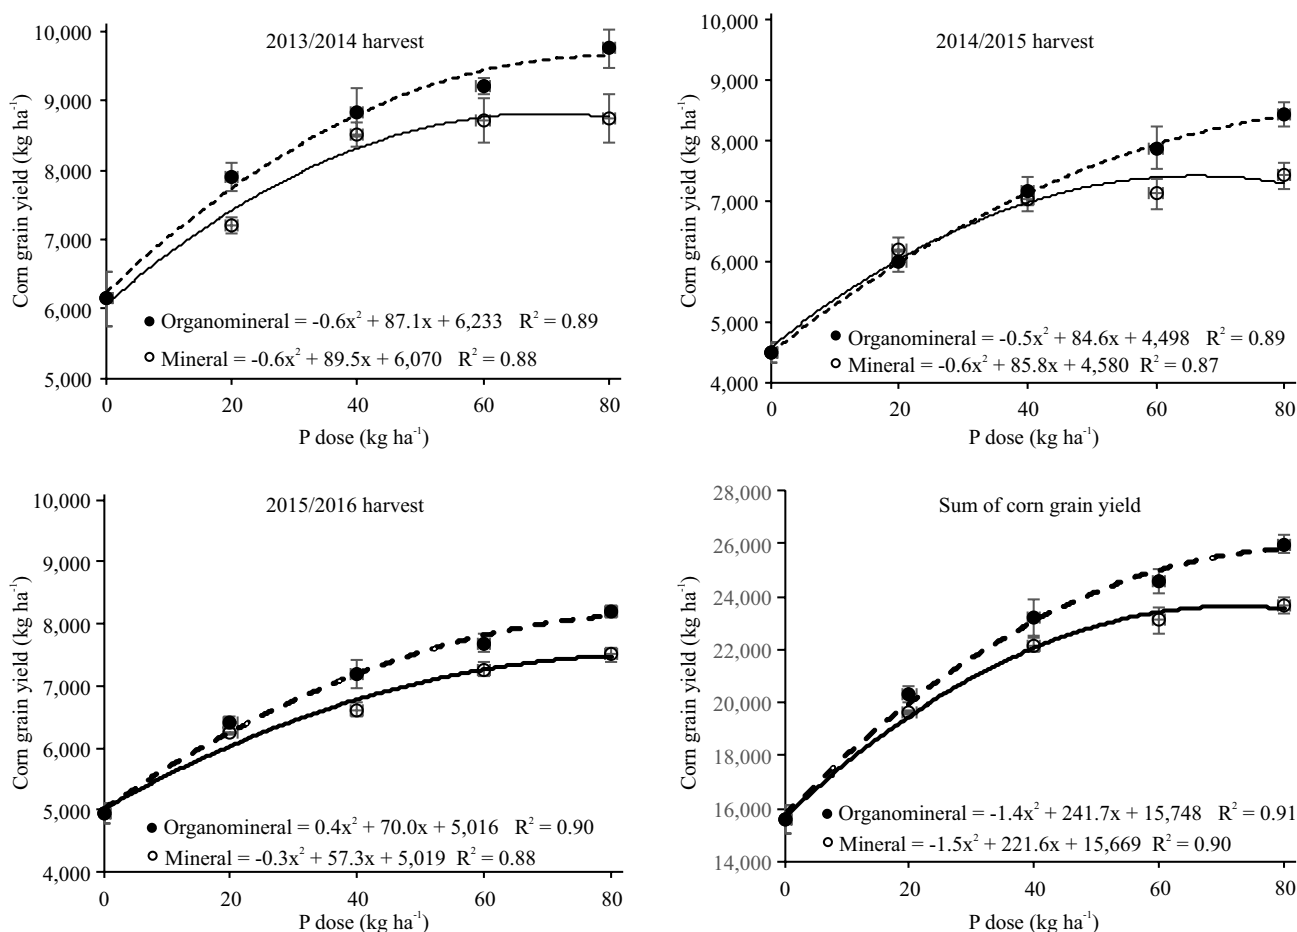 2013/2014 harvest
Corn grain yield (kg ha⁻¹)
10,000
9,000
8,000
7,000
6,000
5,000
Organomineral = -0.6x² + 87.1x + 6,233 R² = 0.89
Mineral = -0.6x² + 89.5x + 6,070 R² = 0.88
0 20 40 60 80
P dose (kg ha⁻¹)
2014/2015 harvest
Corn grain yield (kg ha⁻¹)
10,000
8,000
7,000
6,000
5,000
4,000
Organomineral = -0.5x² + 84.6x + 4,498 R² = 0.89
Mineral = -0.6x² + 85.8x + 4,580 R² = 0.87
0 20 40 60 80
P dose (kg ha⁻¹)
2015/2016 harvest
Corn grain yield (kg ha⁻¹)
10,000
9,000
8,000
7,000
6,000
5,000
4,000
Organomineral = 0.4x² + 70.0x + 5,016 R² = 0.90
Mineral = -0.3x² + 57.3x + 5,019 R² = 0.88
0 20 40 60 80
P dose (kg ha⁻¹)
Sum of corn grain yield
Corn grain yield (kg ha⁻¹)
28,000
26,000
24,000
22,000
20,000
18,000
16,000
14,000
Organomineral = -1.4x² + 241.7x + 15,748 R² = 0.91
Mineral = -1.5x² + 221.6x + 15,669 R² = 0.90
0 20 40 60 80
P dose (kg ha⁻¹)